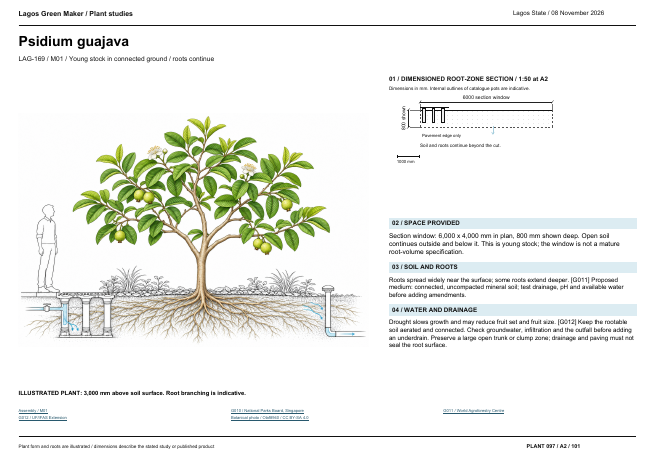 Lagos Green Maker / Plant studies
Lagos State / 08 November 2026
Psidium guajava
LAG-169 / M01 / Young stock in connected ground / roots continue
01 / DIMENSIONED ROOT-ZONE SECTION / 1:50 at A2
Dimensions in mm. Internal outlines of catalogue pots are indicative.
6000 section window
800 shown
Pavement edge only
Soil and roots continue beyond the cut.
1000 mm
02 / SPACE PROVIDED
Section window: 6,000 x 4,000 mm in plan, 800 mm shown deep. Open soil
continues outside and below it. This is young stock; the window is not a mature
root-volume specification.
03 / SOIL AND ROOTS
Roots spread widely near the surface; some roots extend deeper. [G011] Proposed
medium: connected, uncompacted mineral soil; test drainage, pH and available water
before adding amendments.
04 / WATER AND DRAINAGE
Drought slows growth and may reduce fruit set and fruit size. [G012] Keep the rootable
soil aerated and connected. Check groundwater, infiltration and the outfall before adding
an underdrain. Preserve a large open trunk or clump zone; drainage and paving must not
seal the root surface.
ILLUSTRATED PLANT: 3,000 mm above soil surface. Root branching is indicative.
Assembly / M01
G010 / National Parks Board, Singapore
G011 / World Agroforestry Centre
G012 / UF/IFAS Extension
Botanical photo /
/ CC BY-SA 4.0
Plant form and roots are illustrated / dimensions describe the stated study or published product
PLANT 097 / A2 / 101